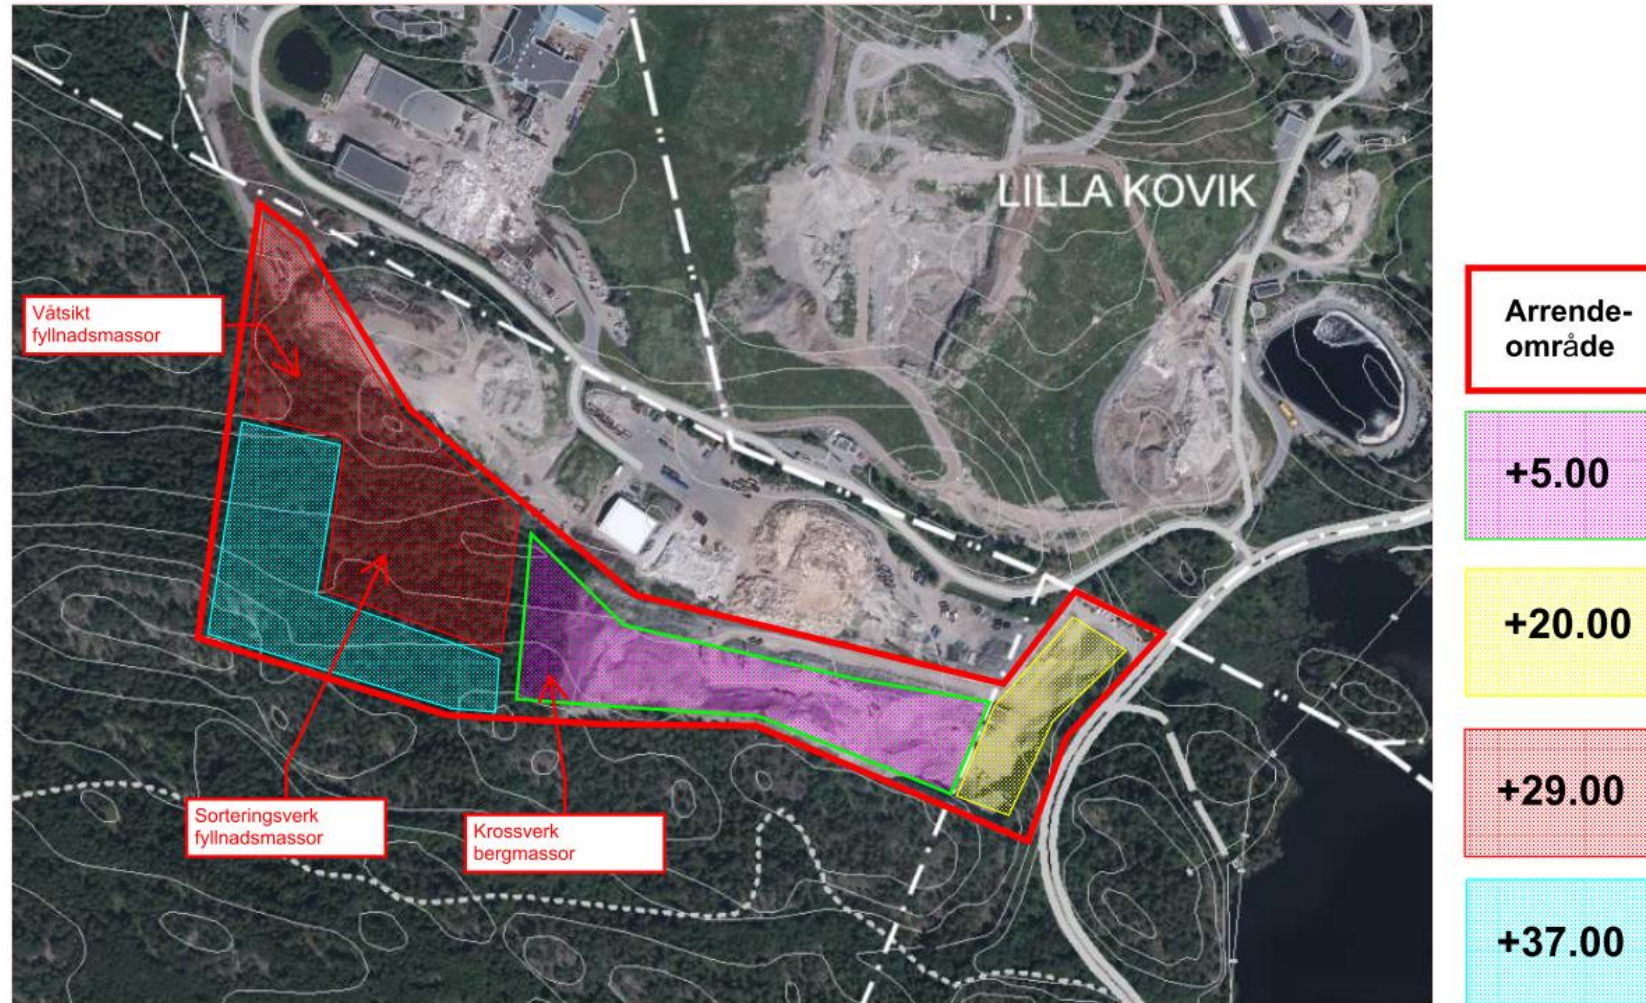 LILLA KOVIK
Våtsikt
fyllnadsmassor
Sorteringsverk
fyllnadsmassor
Krossverk
bergmassor
Arrende-
område
+5.00
+20.00
+29.00
+37.00